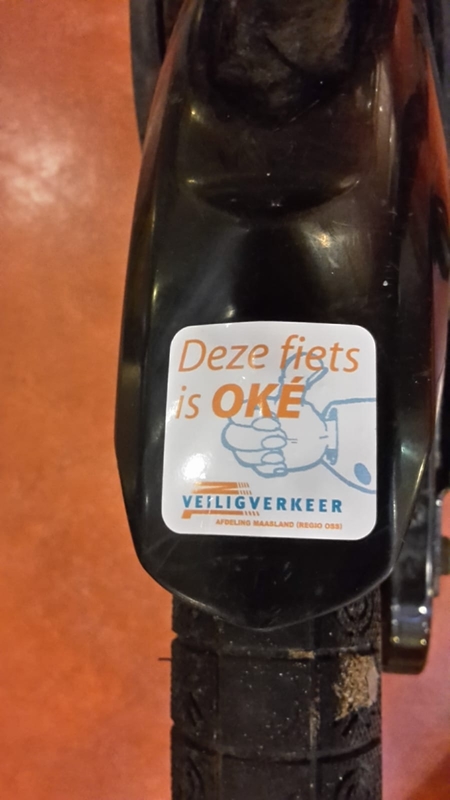 Deze fiets
is OKÉ
VEILIGVERKEER
AFDELING MAASLAND (REGIO OSS)